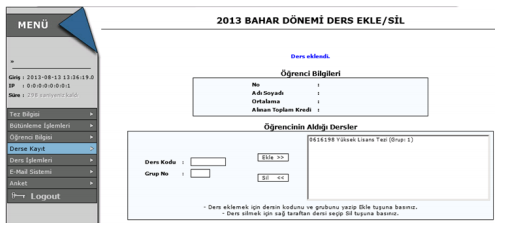 MENÜ
2013 BAHAR DÖNEMİ DERS EKLE/SİL
Ders eklendi.
Giriş : 2013-08-13 13:36:19.0
IP : 0:0:0:0:0:0:0:1
Süre : 298 saniyeniz kaldı
Tez Bilgisi
Bütünleme İşlemleri
Öğrenci Bilgisi
Derse Kayıt
Ders İşlemleri
E-Mail Sistemi
Anket
Logout
Öğrenci Bilgileri
No :
Adı Soyadı :
Ortalama :
Alınan Toplam Kredi :
Öğrencinin Aldığı Dersler
Ders Kodu :
Grup No :
Ekle >>
Sil <<
0616198 Yüksek Lisans Tezi (Grup: 1)
- Ders eklemek için dersin kodunu ve grubunu yazıp Ekle tuşuna basınız.
- Ders silmek için sağ taraftan dersi seçip Sil tuşuna basınız.